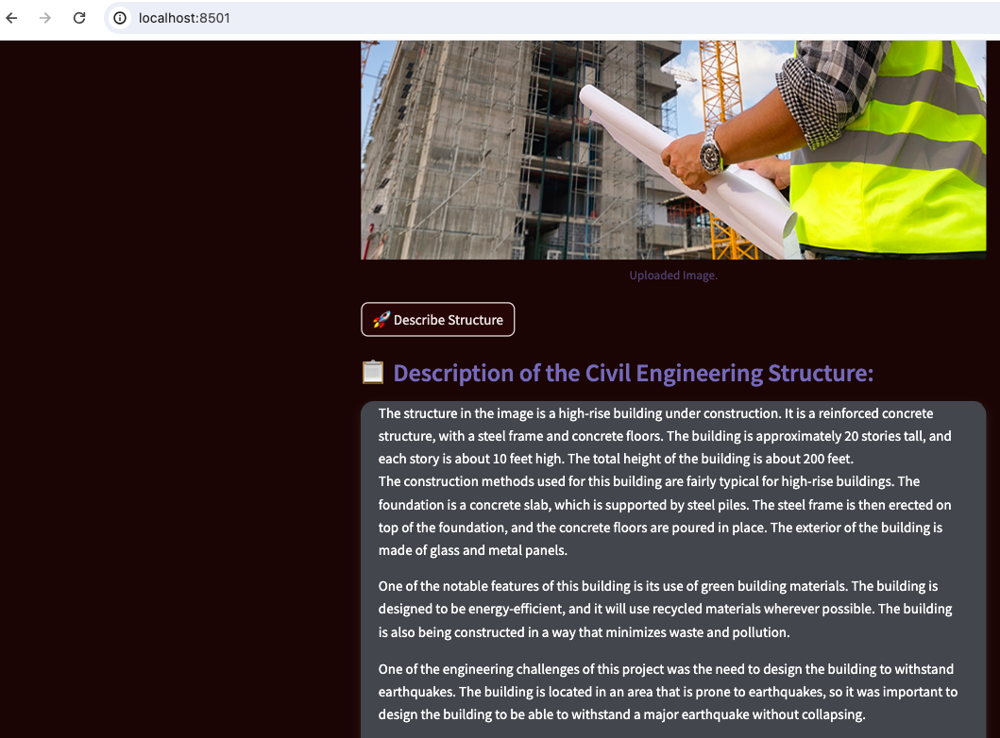 localhost:8501
Uploaded Image.
🚀 Describe Structure
📋 Description of the Civil Engineering Structure:
The structure in the image is a high-rise building under construction. It is a reinforced concrete
structure, with a steel frame and concrete floors. The building is approximately 20 stories tall, and
each story is about 10 feet high. The total height of the building is about 200 feet.
The construction methods used for this building are fairly typical for high-rise buildings. The
foundation is a concrete slab, which is supported by steel piles. The steel frame is then erected on
top of the foundation, and the concrete floors are poured in place. The exterior of the building is
made of glass and metal panels.
One of the notable features of this building is its use of green building materials. The building is
designed to be energy-efficient, and it will use recycled materials wherever possible. The building
is also being constructed in a way that minimizes waste and pollution.
One of the engineering challenges of this project was the need to design the building to withstand
earthquakes. The building is located in an area that is prone to earthquakes, so it was important to
design the building to be able to withstand a major earthquake without collapsing.